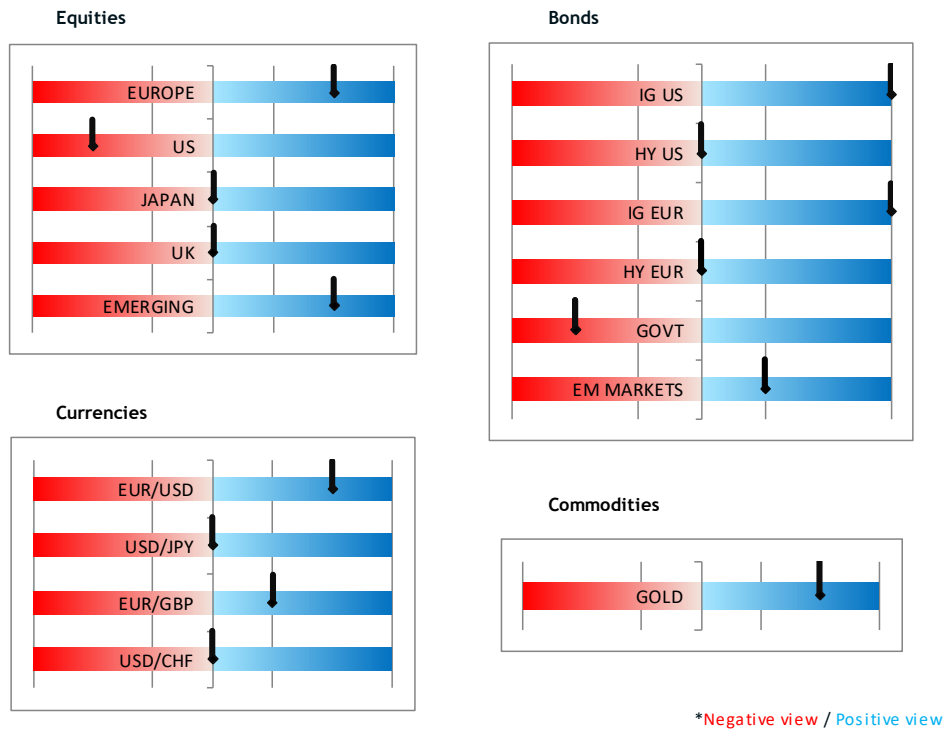 Equities
EUROPE
US
JAPAN
UK
EMERGING
Bonds
IG US
HY US
IG EUR
HY EUR
GOVT
EM MARKETS
Currencies
EUR/USD
USD/JPY
EUR/GBP
USD/CHF
Commodities
GOLD
*Negative view / Positive view